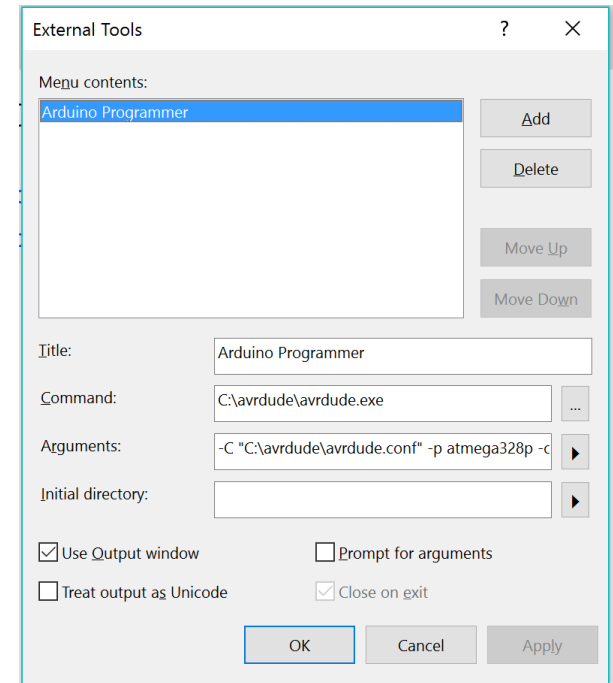 External Tools
?
Menu contents:
Arduino Programmer
Add
Delete
Move Up
Move Down
Title:
Arduino Programmer
Command:
C:\avrdude\avrdude.exe
...
Arguments:
-C "C:\avrdude\avrdude.conf" -p atmega328p -c
Initial directory:
Use Output window
Prompt for arguments
Treat output as Unicode
Close on exit
OK
Cancel
Apply